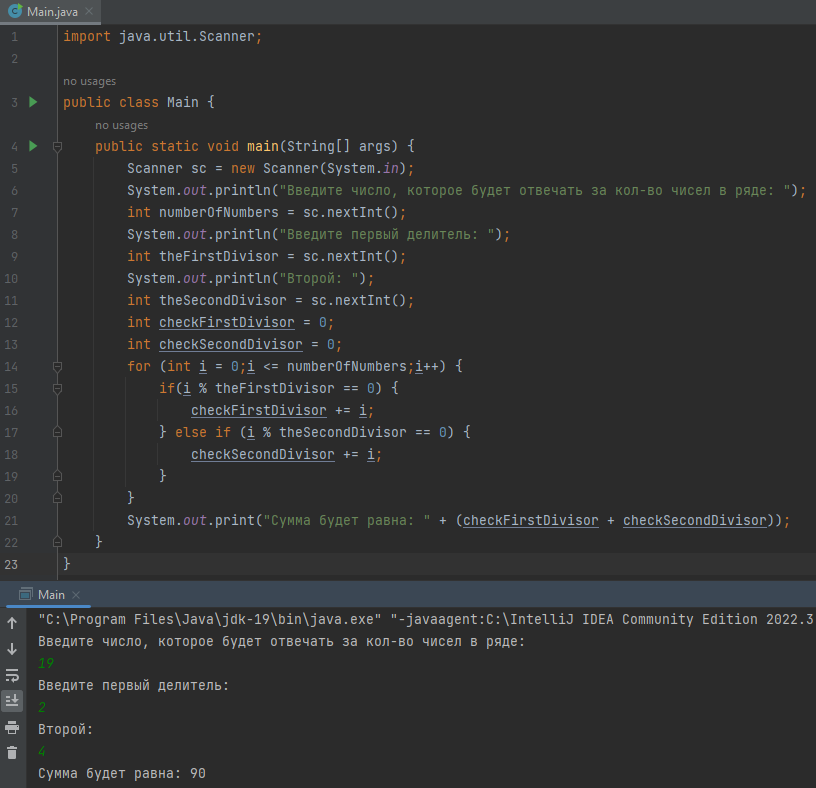 Main.java
1 import java.util.Scanner;
2
no usages
3 public class Main {
no usages
4 public static void main(String[] args) {
5 Scanner sc = new Scanner(System.in);
6 System.out.println("Введите число, которое будет отвечать за кол-во чисел в ряде: ");
7 int numberOfNumbers = sc.nextInt();
8 System.out.println("Введите первый делитель: ");
9 int theFirstDivisor = sc.nextInt();
10 System.out.println("Второй: ");
11 int theSecondDivisor = sc.nextInt();
12 int checkFirstDivisor = 0;
13 int checkSecondDivisor = 0;
14 for (int i = 0;i <= numberOfNumbers;i++) {
15 if(i % theFirstDivisor == 0) {
16 checkFirstDivisor += i;
17 } else if (i % theSecondDivisor == 0) {
18 checkSecondDivisor += i;
19 }
20 }
21 System.out.print("Сумма будет равна: " + (checkFirstDivisor + checkSecondDivisor));
22 }
23 }
Main
"C:\Program Files\Java\jdk-19\bin\java.exe" "-javaagent:C:\IntelliJ IDEA Community Edition 2022.3
Введите число, которое будет отвечать за кол-во чисел в ряде:
19
Введите первый делитель:
2
Второй:
4
Сумма будет равна: 90